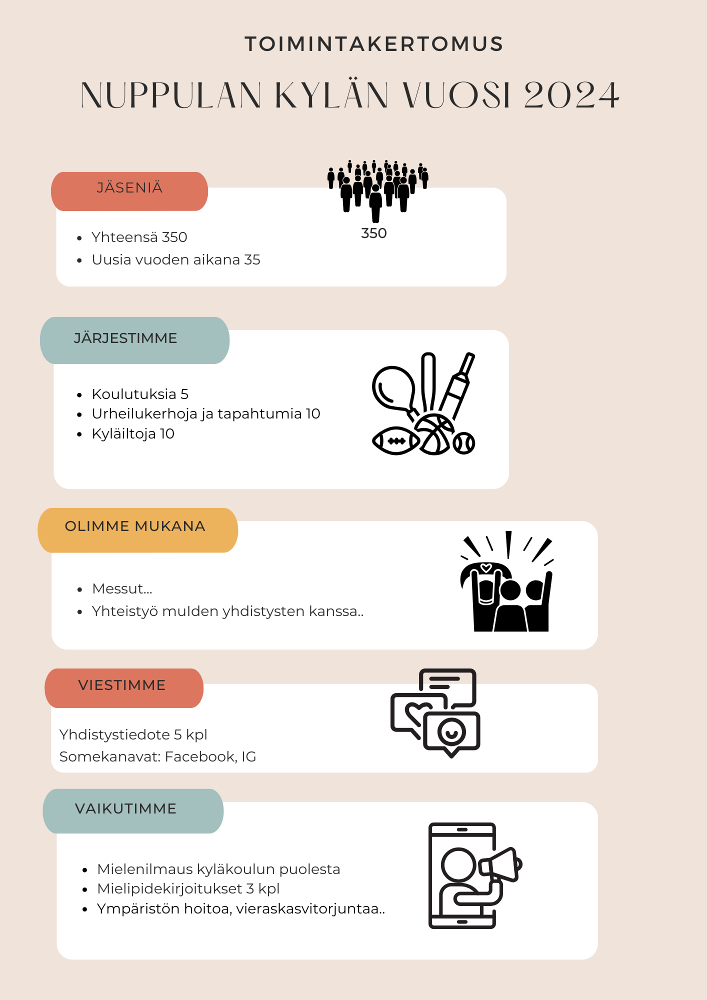 TOIMINTAKERTOMUS
NUPPULAN KYLÄN VUOSI 2024
JÄSENIÄ
• Yhteensä 350
• Uusia vuoden aikana 35
350
JÄRJESTIMME
• Koulutuksia 5
• Urheilukerhoja ja tapahtumia 10
• Kyläiltoja 10
OLIMME MUKANA
• Messut...
• Yhteistyö muIden yhdistysten kanssa..
VIESTIMME
Yhdistystiedote 5 kpl
Somekanavat: Facebook, IG
VAIKUTIMME
• Mielenilmaus kyläkoulun puolesta
• Mielipidekirjoitukset 3 kpl
• Ympäristön hoitoa, vieraskasvitorjuntaa..